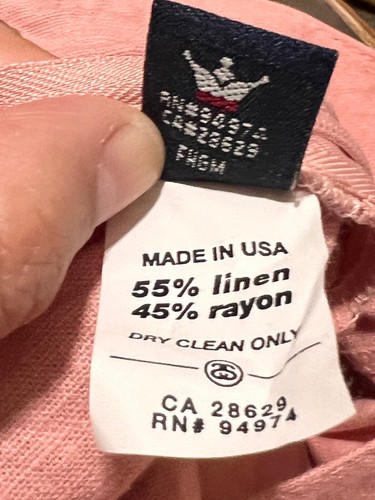 RN#94974
CA#28629
FHGM
MADE IN USA
55% linen
45% rayon
DRY CLEAN ONLY
CA 28629
RN# 94974